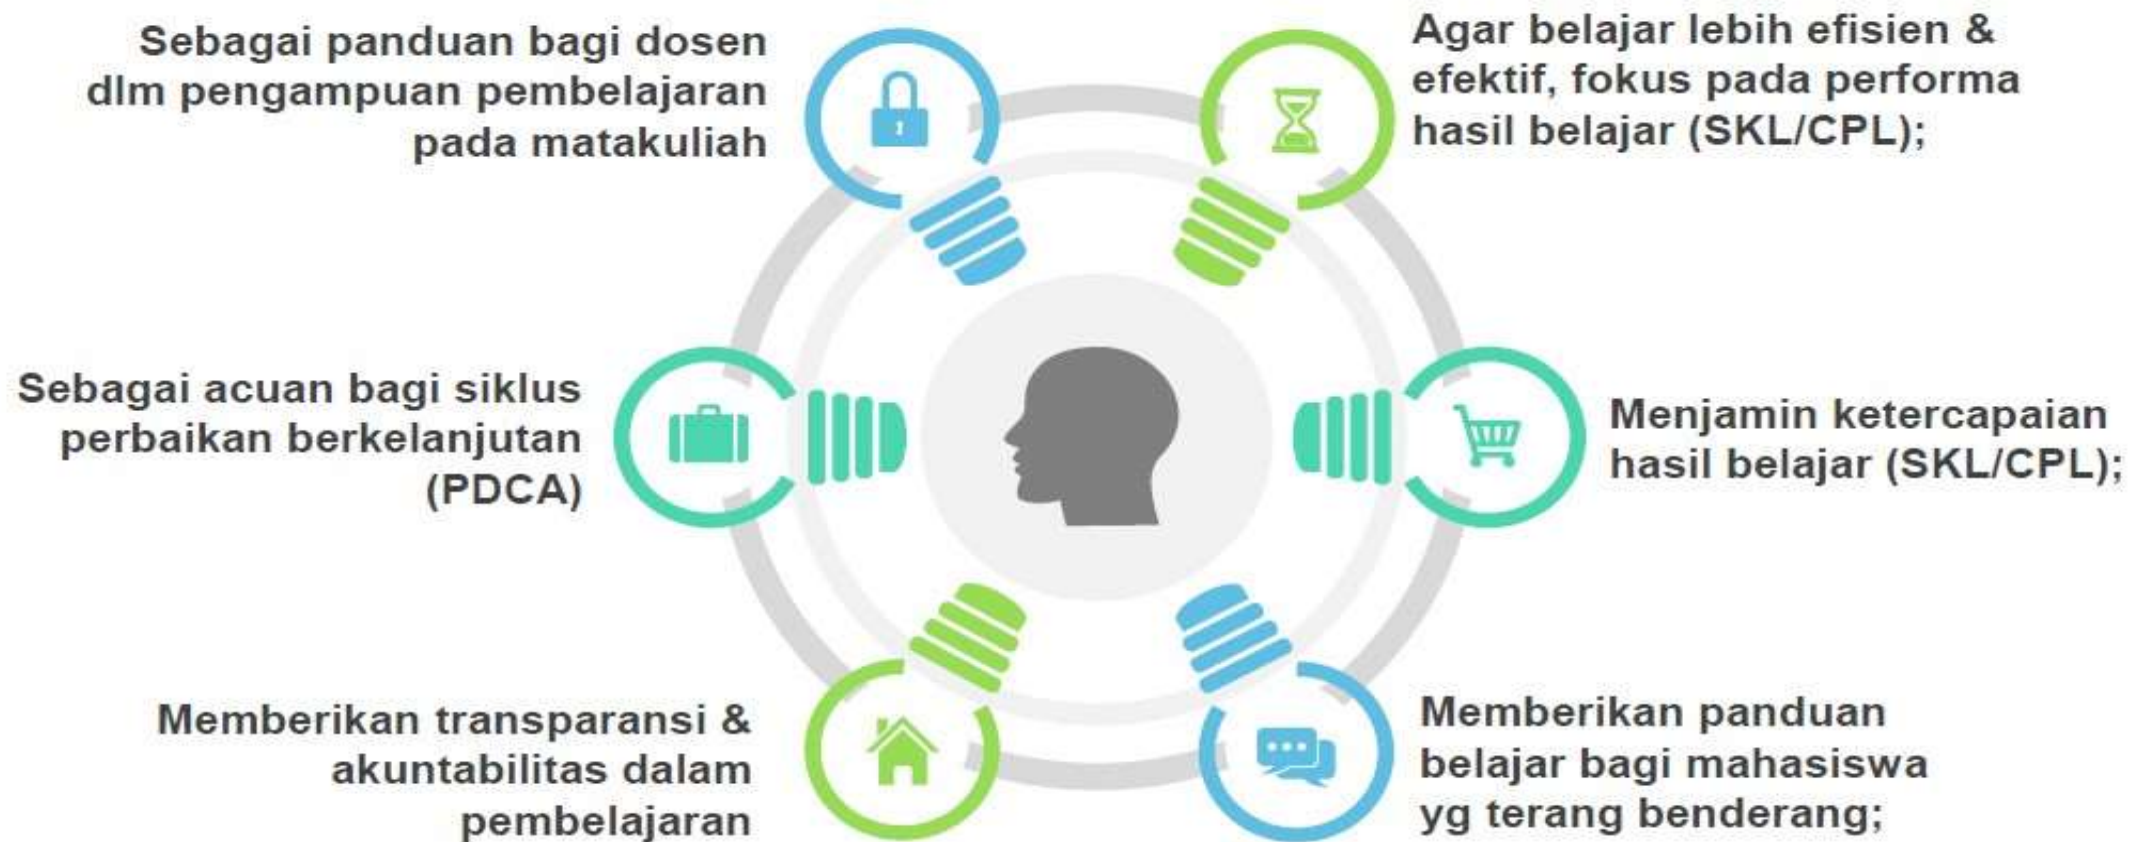 Sebagai panduan bagi dosen
dlm pengampuan pembelajaran
pada matakuliah
Agar belajar lebih efisien &
efektif, fokus pada performa
hasil belajar (SKL/CPL);
Sebagai acuan bagi siklus
perbaikan berkelanjutan
(PDCA)
Menjamin ketercapaian
hasil belajar (SKL/CPL);
Memberikan transparansi &
akuntabilitas dalam
pembelajaran
Memberikan panduan
belajar bagi mahasiswa
yg terang benderang;